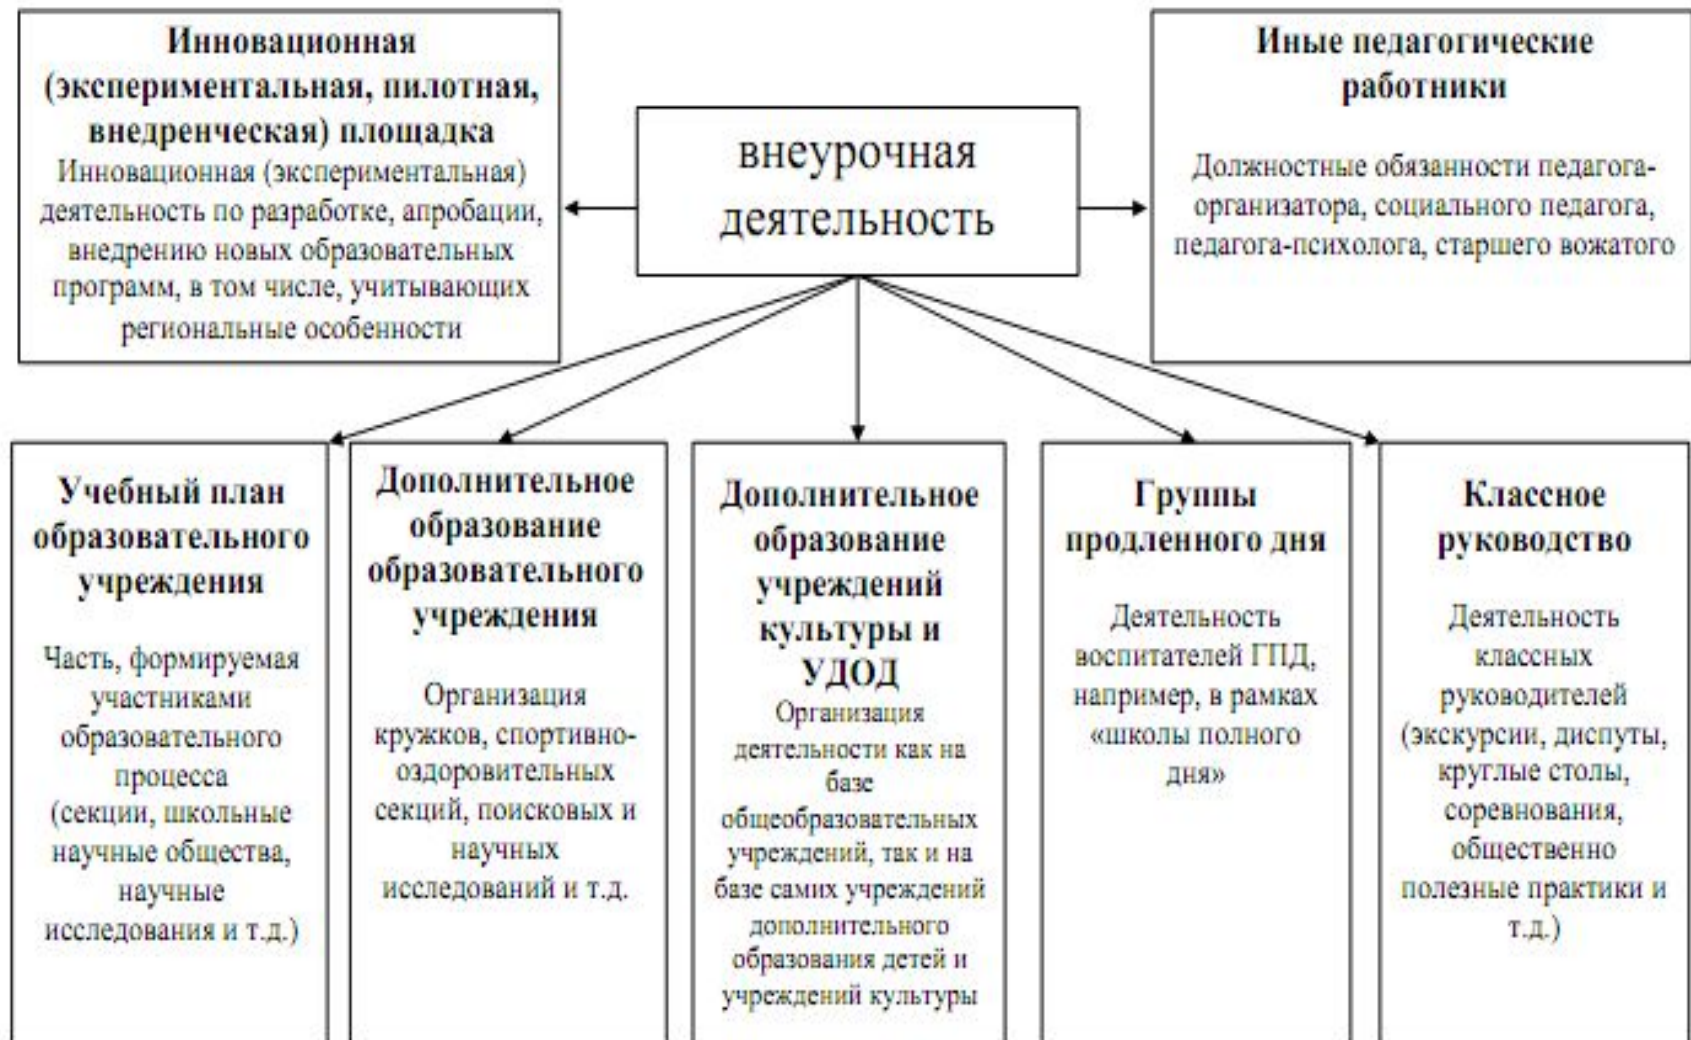 Инновационная
(экспериментальная, пилотная,
внедренческая) площадка
Инновационная (экспериментальная)
деятельность по разработке, апробации,
внедрению новых образовательных
программ, в том числе, учитывающих
региональные особенности
внеурочная
деятельность
Иные педагогические
работники
Должностные обязанности педагога-
организатора, социального педагога,
педагога-психолога, старшего вожатого
Учебный план
образовательного
учреждения
Часть, формируемая
участниками
образовательного
процесса
(секции, школьные
научные общества,
научные
исследования и т.д.)
Дополнительное
образование
образовательного
учреждения
Организация
кружков, спортивно-
оздоровительных
секций, поисковых и
научных
исследований и т.д.
Дополнительное
образование
учреждений
культуры и
УДОД
Организация
деятельности как на
базе
общеобразовательных
учреждений, так и на
базе самих учреждений
дополнительного
образования детей и
учреждений культуры
Группы
продленного дня
Деятельность
воспитателей ГПД,
например, в рамках
«школы полного
дня»
Классное
руководство
Деятельность
классных
руководителей
(экскурсии, диспуты,
круглые столы,
соревнования,
общественно
полезные практики и
т.д.)